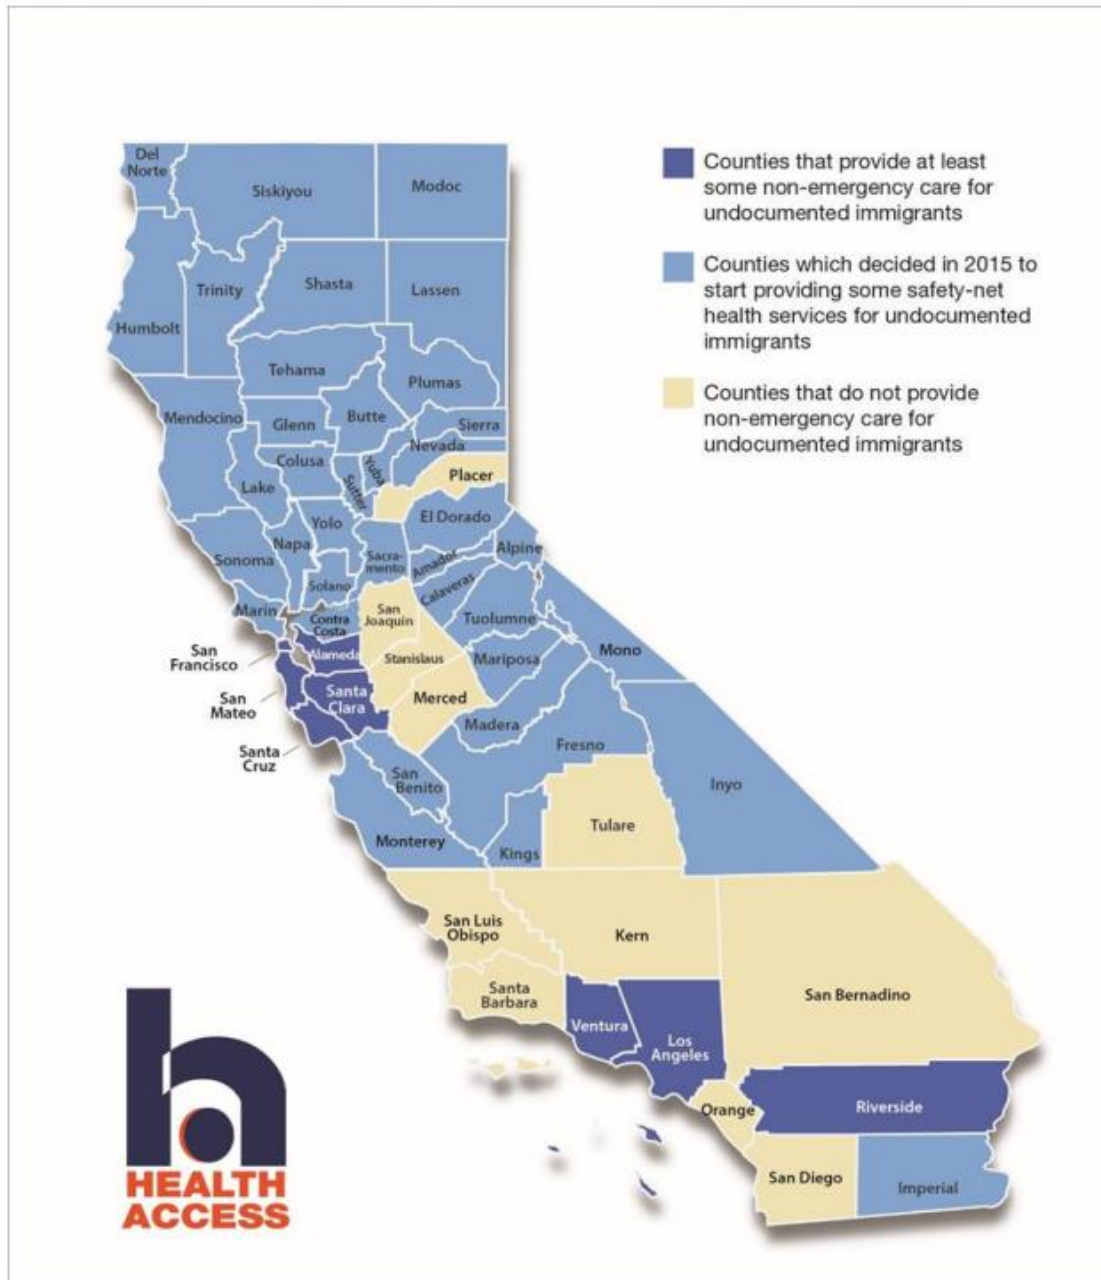 Counties that provide at least
some non-emergency care for
undocumented immigrants
Counties which decided in 2015 to
start providing some safety-net
health services for undocumented
immigrants
Counties that do not provide
non-emergency care for
undocumented immigrants
Del
Norte
Siskiyou
Modoc
Trinity
Shasta
Lassen
Humbolt
Tehama
Plumas
Mendocino
Glenn
Butte
Sierra
Nevada
Colusa
Yuba
Sutter
Placer
Lake
Yolo
El Dorado
Napa
Sonoma
Sacra-
mento
Amador
Alpine
Solano
Calaveras
Marin
Contra
Costa
San
Joaquin
Tuolumne
San
Francisco
Alameda
Stanislaus
Mariposa
Mono
San
Mateo
Santa
Clara
Merced
Madera
Santa
Cruz
Fresno
San
Benito
Inyo
Monterey
Kings
Tulare
San Luis
Obispo
Kern
Santa
Barbara
San Bernadino
Ventura
Los
Angeles
Orange
Riverside
San Diego
Imperial
HEALTH
ACCESS